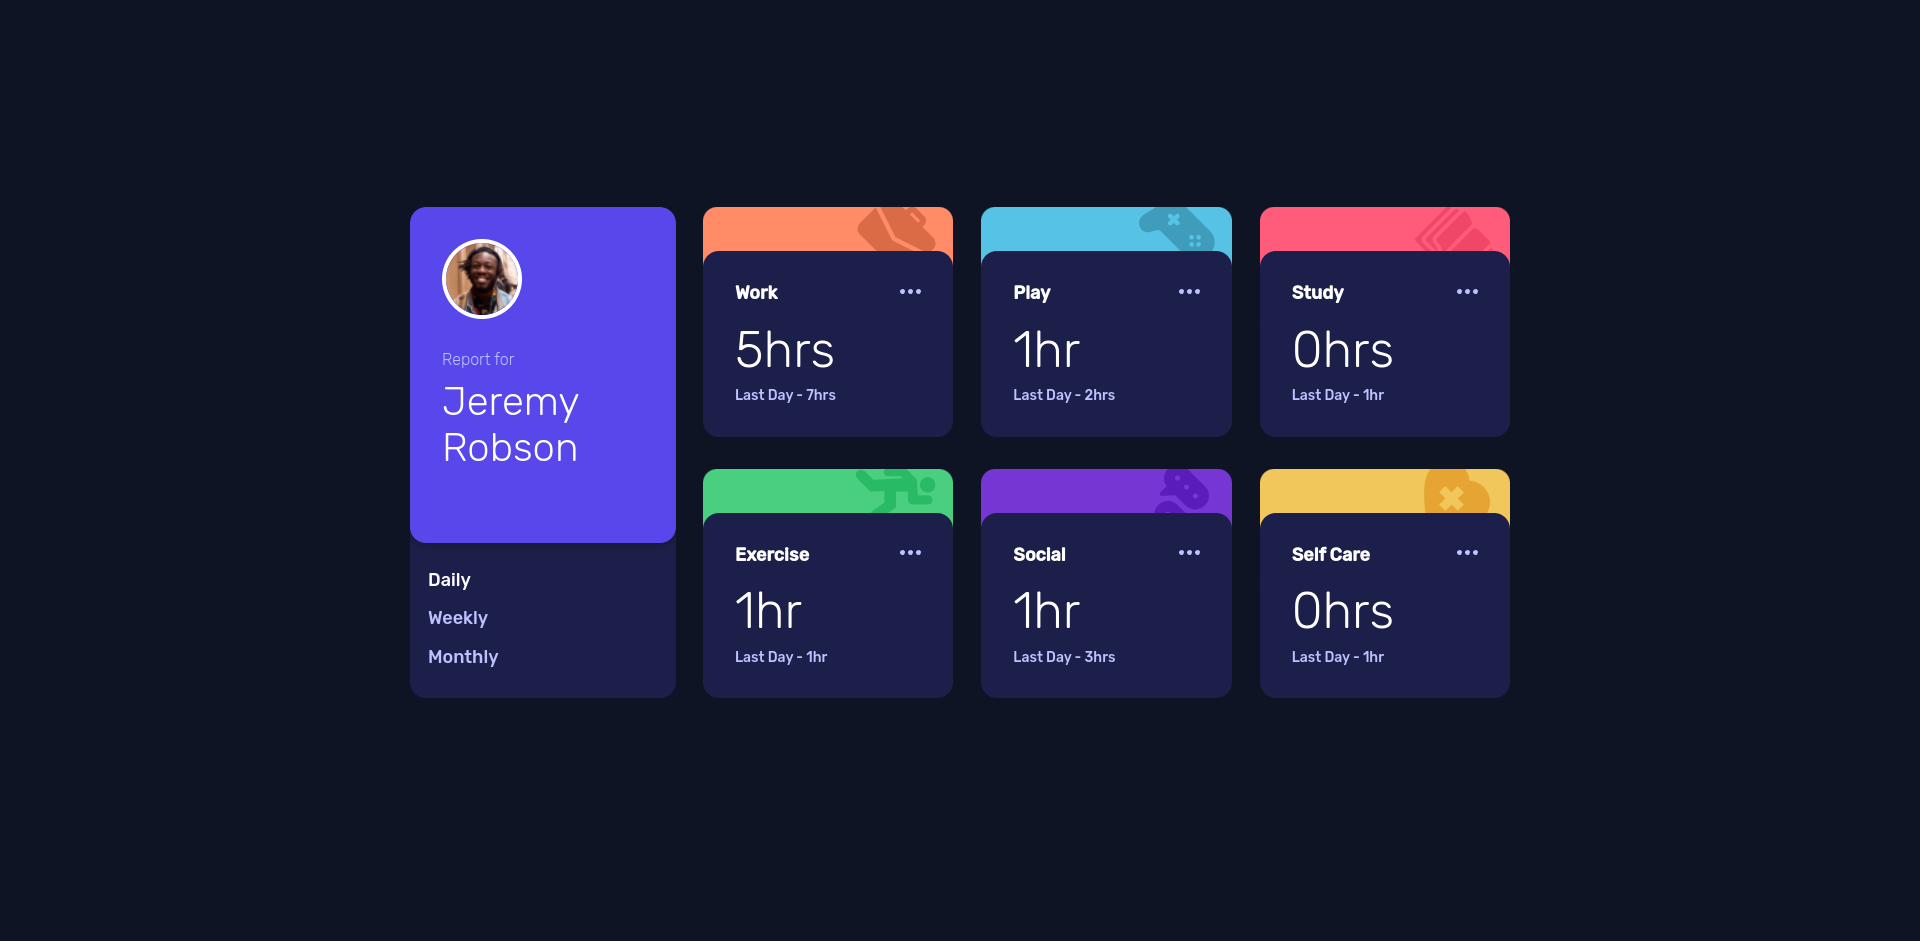 Report for
Jeremy
Robson
Daily
Weekly
Monthly
Work
5hrs
Last Day - 7hrs
Play
1hr
Last Day - 2hrs
Study
0hrs
Last Day - 1hr
Exercise
1hr
Last Day - 1hr
Social
1hr
Last Day - 3hrs
Self Care
0hrs
Last Day - 1hr